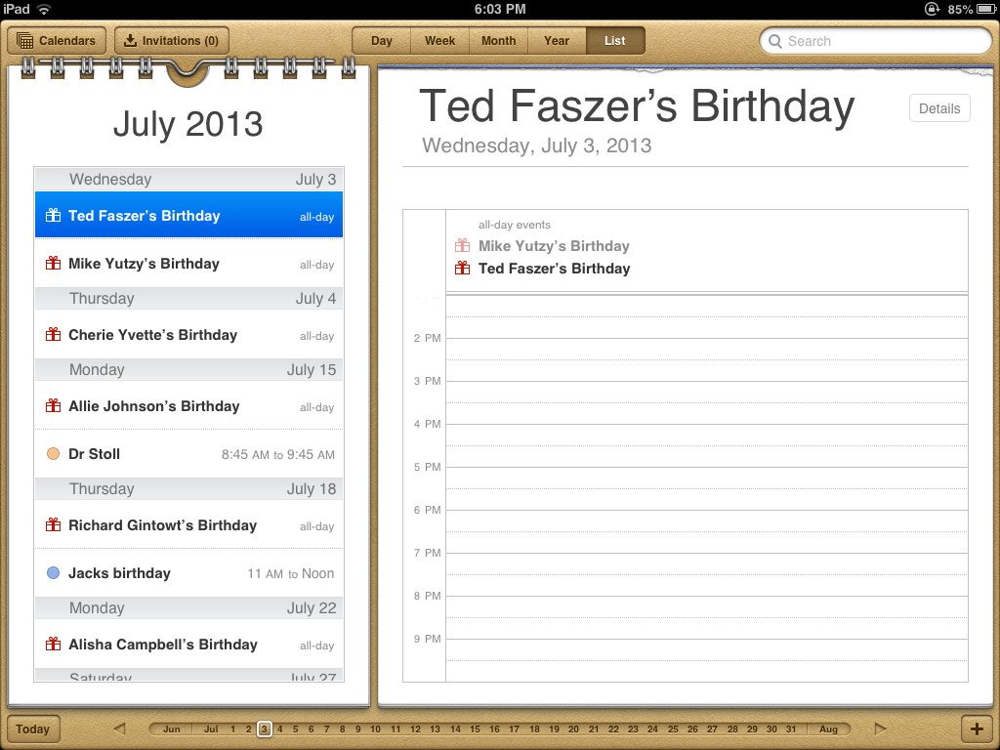 iPad 6:03 PM 85%
Calendars Invitations (0) Day Week Month Year List Search
July 2013
Wednesday July 3
Ted Faszer's Birthday all-day
Mike Yutzy's Birthday all-day
Thursday July 4
Cherie Yvette's Birthday all-day
Monday July 15
Allie Johnson's Birthday all-day
Dr Stoll 8:45 AM to 9:45 AM
Thursday July 18
Richard Gintowt's Birthday all-day
Jacks birthday 11 AM to Noon
Monday July 22
Alisha Campbell's Birthday all-day
Saturday July 27
Ted Faszer's Birthday
Details
Wednesday, July 3, 2013
all-day events
Mike Yutzy's Birthday
Ted Faszer's Birthday
2 PM
3 PM
4 PM
5 PM
6 PM
7 PM
8 PM
9 PM
Today Jun Jul 1 2 3 4 5 6 7 8 9 10 11 12 13 14 15 16 17 18 19 20 21 22 23 24 25 26 27 28 29 30 31 Aug +